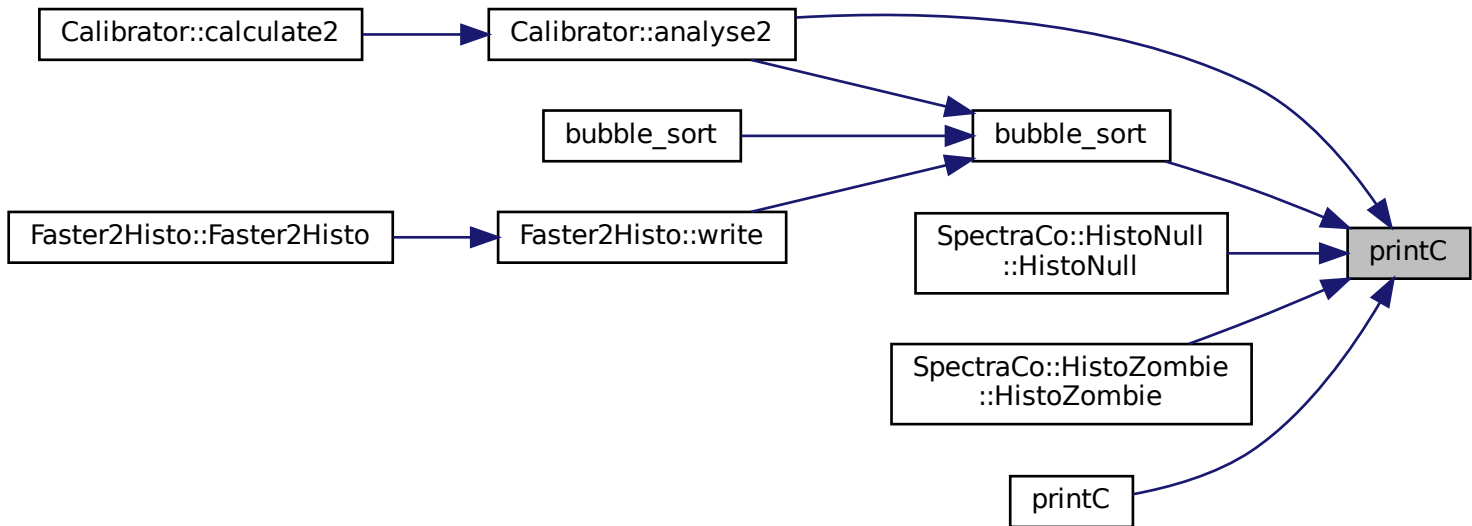 Calibrator::calculate2
Calibrator::analyse2
bubble_sort
bubble_sort
Faster2Histo::Faster2Histo
Faster2Histo::write
SpectraCo::HistoNull
::HistoNull
printC
SpectraCo::HistoZombie
::HistoZombie
printC